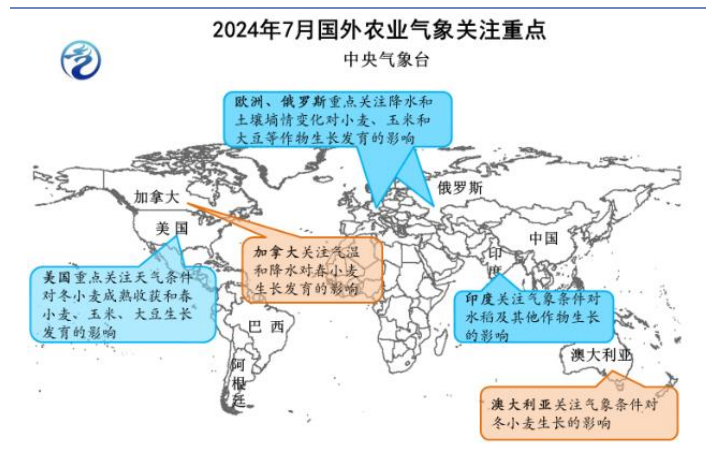 2024年7月国外农业气象关注重点
中央气象台
欧洲、俄罗斯重点关注降水和
土壤墒情变化对小麦、玉米和
大豆等作物生长发育的影响
俄罗斯
加拿大
美国
中国
加拿大关注气温
和降水对春小麦
生长发育的影响
印
度
美国重点关注天气条件
对冬小麦成熟收获和春
小麦、玉米、大豆生长
发育的影响
印度关注气象条件对
水稻及其他作物生长
的影响
巴西
澳大利亚
阿
根
廷
澳大利亚关注气象条件对
冬小麦生长的影响